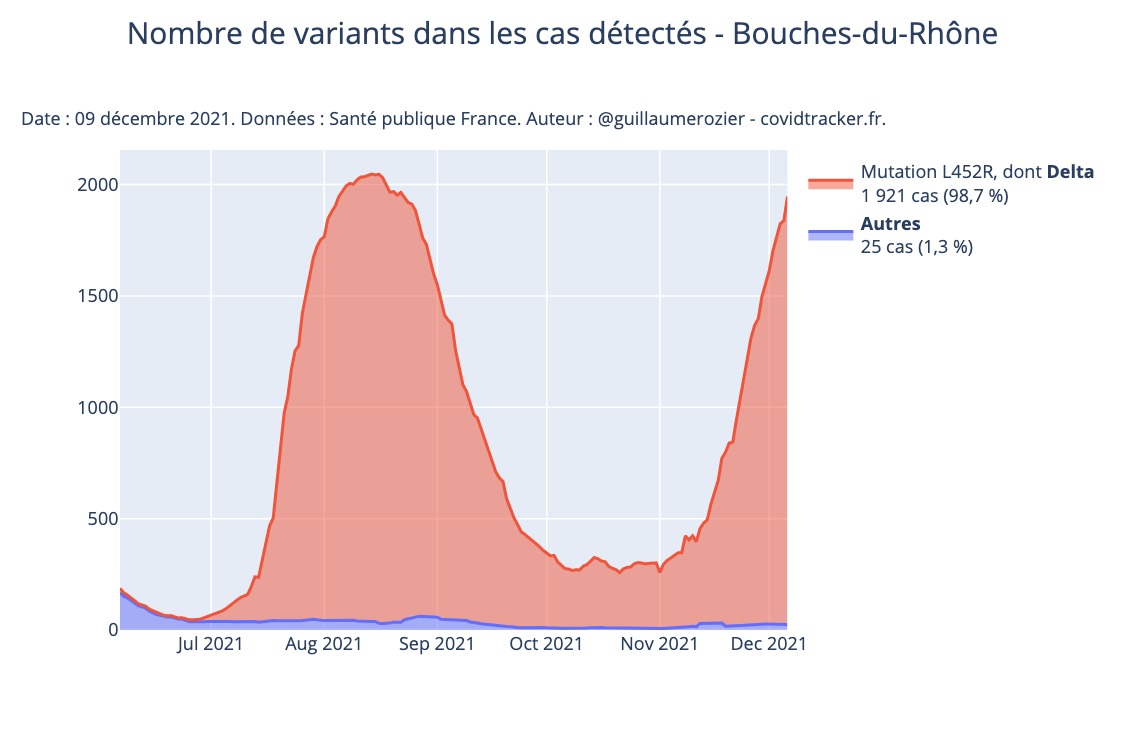 Nombre de variants dans les cas détectés - Bouches-du-Rhône
Date : 09 décembre 2021. Données : Santé publique France. Auteur : @guillaumerozier - covidtracker.fr.
Mutation L452R, dont Delta
1 921 cas (98,7 %)
Autres
25 cas (1,3 %)
2000
1500
1000
500
0
Jul 2021 Aug 2021 Sep 2021 Oct 2021 Nov 2021 Dec 2021